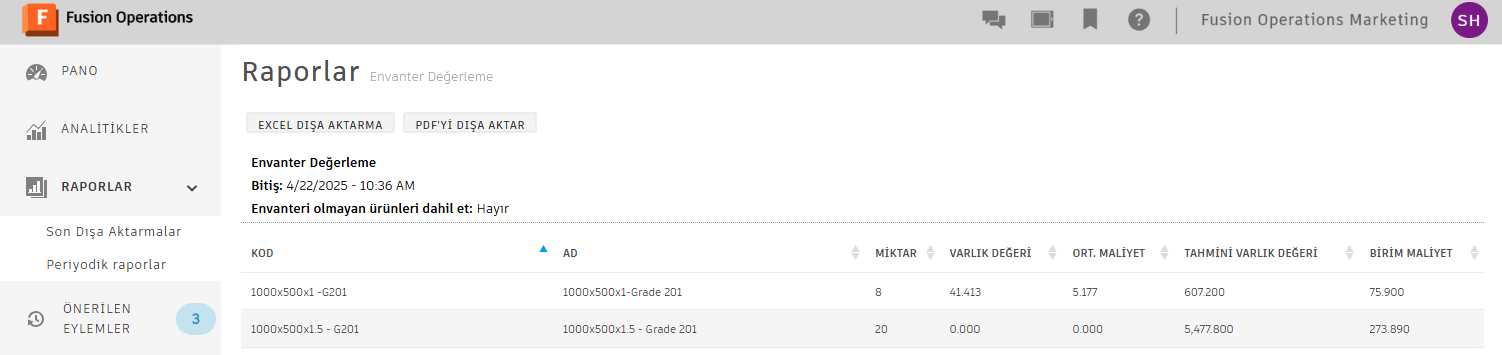 F Fusion Operations
? Fusion Operations Marketing SH
PANO
ANALİTİKLER
RAPORLAR
Son Dışa Aktarmalar
Periyodik raporlar
ÖNERİLEN
EYLEMLER
3
Raporlar Envanter Değerleme
EXCEL DIŞA AKTARMA PDF'Yİ DIŞA AKTAR
Envanter Değerleme
Bitiş: 4/22/2025 - 10:36 AM
Envanteri olmayan ürünleri dahil et: Hayır
KOD AD MİKTAR VARLIK DEĞERİ ORT. MALİYET TAHMİNİ VARLIK DEĞERİ BİRİM MALİYET
1000x500x1 -G201 1000x500x1-Grade 201 8 41.413 5.177 607.200 75.900
1000x500x1.5 - G201 1000x500x1.5 - Grade 201 20 0.000 0.000 5,477.800 273.890